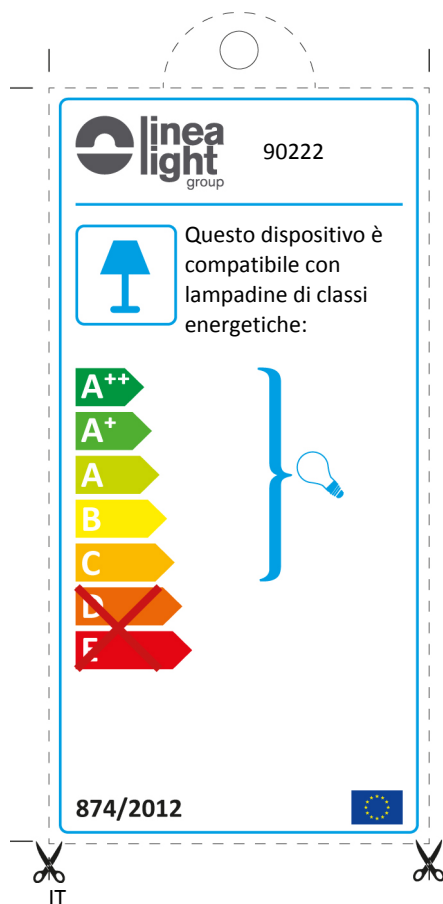 linea
light
group
90222
Questo dispositivo è
compatibile con
lampadine di classi
energetiche:
A++
A+
A
B
C
D
E
874/2012
IT